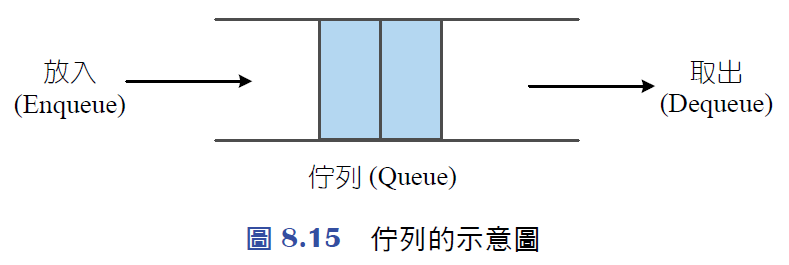 放入
(Enqueue)
取出
(Dequeue)
佇列 (Queue)
圖 8.15 佇列的示意圖